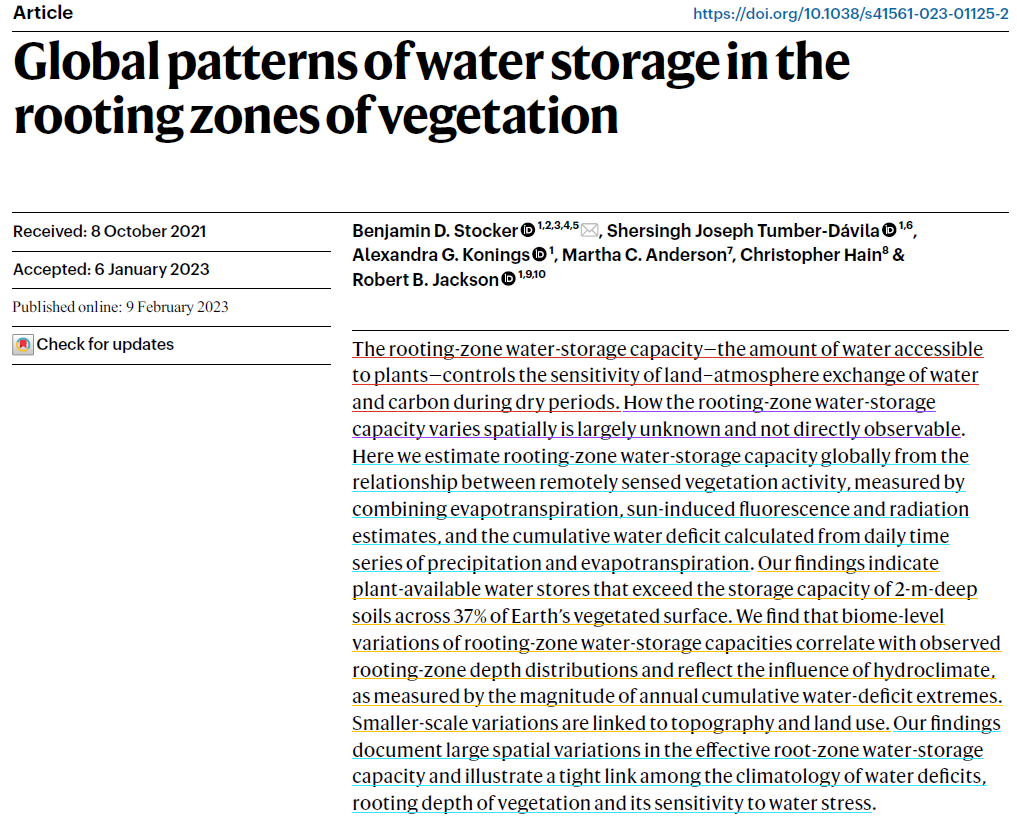 Article
https://doi.org/10.1038/s41561-023-01125-2
Global patterns of water storage in the
rooting zones of vegetation
Received: 8 October 2021
Accepted: 6 January 2023
Published online: 9 February 2023
Check for updates
Benjamin D. Stocker 1,2,3,4,5, Shersingh Joseph Tumber-Dávila 1,6,
Alexandra G. Konings 1, Martha C. Anderson7, Christopher Hain8 &
Robert B. Jackson 1,9,10
The rooting-zone water-storage capacity—the amount of water accessible
to plants—controls the sensitivity of land–atmosphere exchange of water
and carbon during dry periods. How the rooting-zone water-storage
capacity varies spatially is largely unknown and not directly observable.
Here we estimate rooting-zone water-storage capacity globally from the
relationship between remotely sensed vegetation activity, measured by
combining evapotranspiration, sun-induced fluorescence and radiation
estimates, and the cumulative water deficit calculated from daily time
series of precipitation and evapotranspiration. Our findings indicate
plant-available water stores that exceed the storage capacity of 2-m-deep
soils across 37% of Earth's vegetated surface. We find that biome-level
variations of rooting-zone water-storage capacities correlate with observed
rooting-zone depth distributions and reflect the influence of hydroclimate,
as measured by the magnitude of annual cumulative water-deficit extremes.
Smaller-scale variations are linked to topography and land use. Our findings
document large spatial variations in the effective root-zone water-storage
capacity and illustrate a tight link among the climatology of water deficits,
rooting depth of vegetation and its sensitivity to water stress.